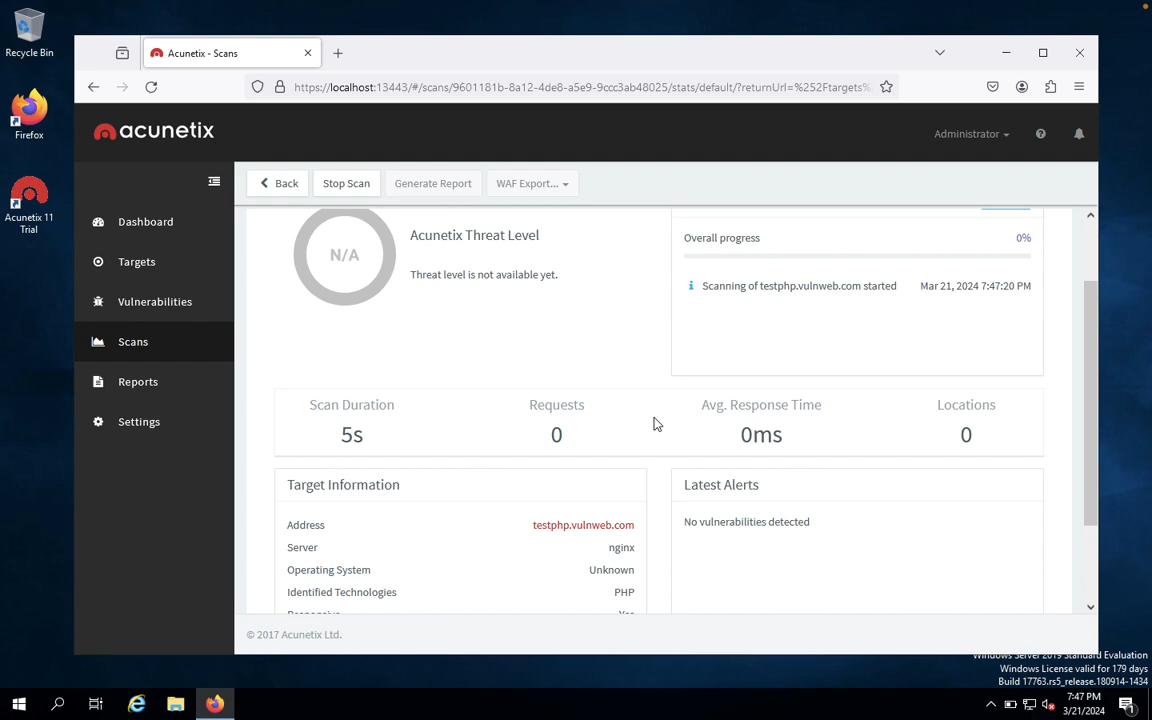 Recycle Bin
Firefox
Acunetix 11
Trial
Acunetix - Scans
https://localhost:13443/#/scans/9601181b-8a12-4de8-a5e9-9ccc3ab48025/stats/default/?returnUrl=%252Ftargets%
acunetix
Administrator
Back
Stop Scan
Generate Report
WAF Export...
Dashboard
Targets
Vulnerabilities
Scans
Reports
Settings
N/A
Acunetix Threat Level
Threat level is not available yet.
Overall progress
0%
Scanning of testphp.vulnweb.com started
Mar 21, 2024 7:47:20 PM
Scan Duration
5s
Requests
0
Avg. Response Time
0ms
Locations
0
Target Information
Address
testphp.vulnweb.com
Server
nginx
Operating System
Unknown
Identified Technologies
PHP
Responsive
Yes
Latest Alerts
No vulnerabilities detected
© 2017 Acunetix Ltd.
Windows Server 2019 Standard Evaluation
Windows License valid for 179 days
Build 17763.rs5_release.180914-1434
7:47 PM
3/21/2024
1